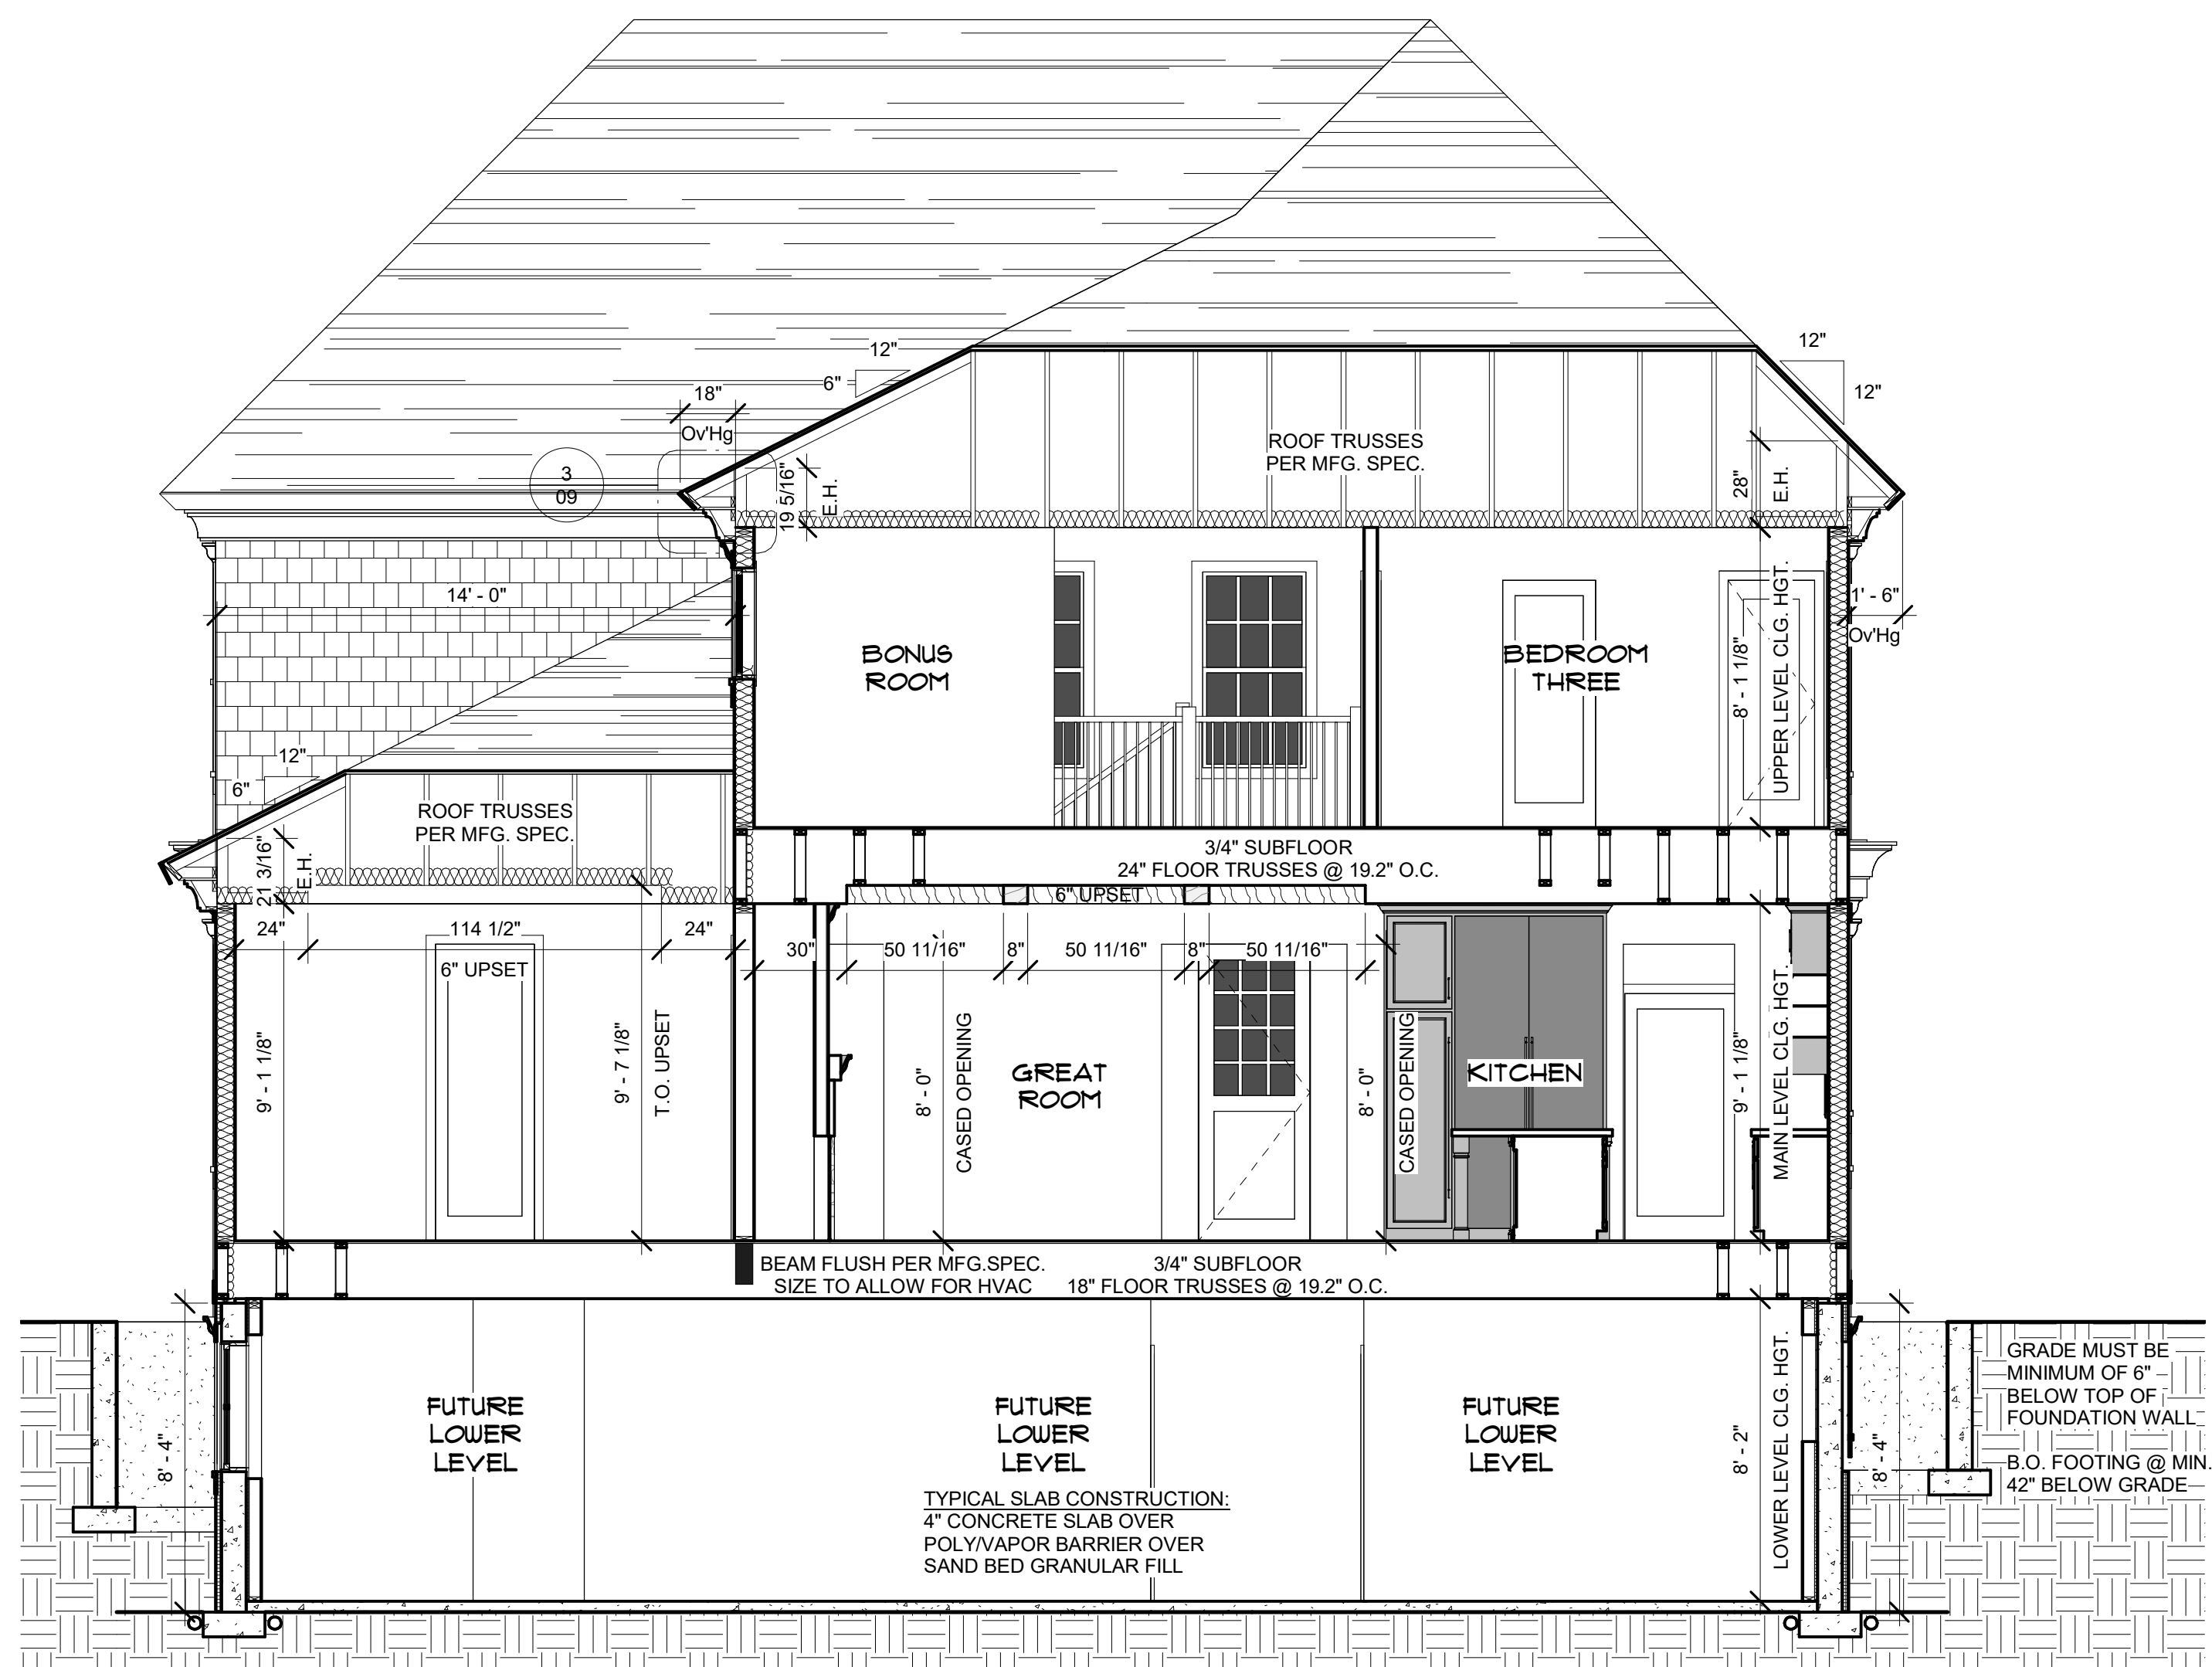 12"
12"
12"
6"
18"
Ov'Hg
3
09
19 5/16"
E.H.
ROOF TRUSSES
PER MFG. SPEC.
28"
E.H.
14' - 0"
1' - 6"
Ov'Hg
BONUS
ROOM
BEDROOM
THREE
8' - 1 1/8"
UPPER LEVEL CLG. HGT.
12"
6"
ROOF TRUSSES
PER MFG. SPEC.
21 3/16"
E.H.
3/4" SUBFLOOR
24" FLOOR TRUSSES @ 19.2" O.C.
6" UPSET
24"
114 1/2"
24"
6" UPSET
30"
50 11/16"
8"
50 11/16"
8"
50 11/16"
9' - 1 1/8"
9' - 7 1/8"
T.O. UPSET
8' - 0"
CASED OPENING
GREAT
ROOM
8' - 0"
CASED OPENING
KITCHEN
9' - 1 1/8"
MAIN LEVEL CLG. HGT.
BEAM FLUSH PER MFG.SPEC.
SIZE TO ALLOW FOR HVAC
3/4" SUBFLOOR
18" FLOOR TRUSSES @ 19.2" O.C.
8' - 4"
FUTURE
LOWER
LEVEL
FUTURE
LOWER
LEVEL
FUTURE
LOWER
LEVEL
8' - 2"
LOWER LEVEL CLG. HGT.
8' - 4"
GRADE MUST BE
MINIMUM OF 6"
BELOW TOP OF
FOUNDATION WALL
B.O. FOOTING @ MIN.
42" BELOW GRADE
TYPICAL SLAB CONSTRUCTION:
4" CONCRETE SLAB OVER
POLY/VAPOR BARRIER OVER
SAND BED GRANULAR FILL